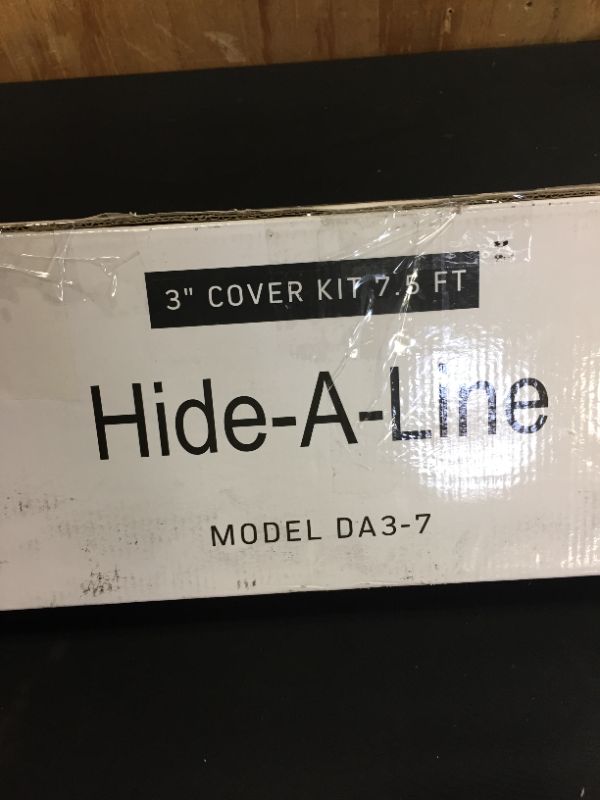 3" COVER KIT 7.5 FT
Hide-A-Line
MODEL DA3-7